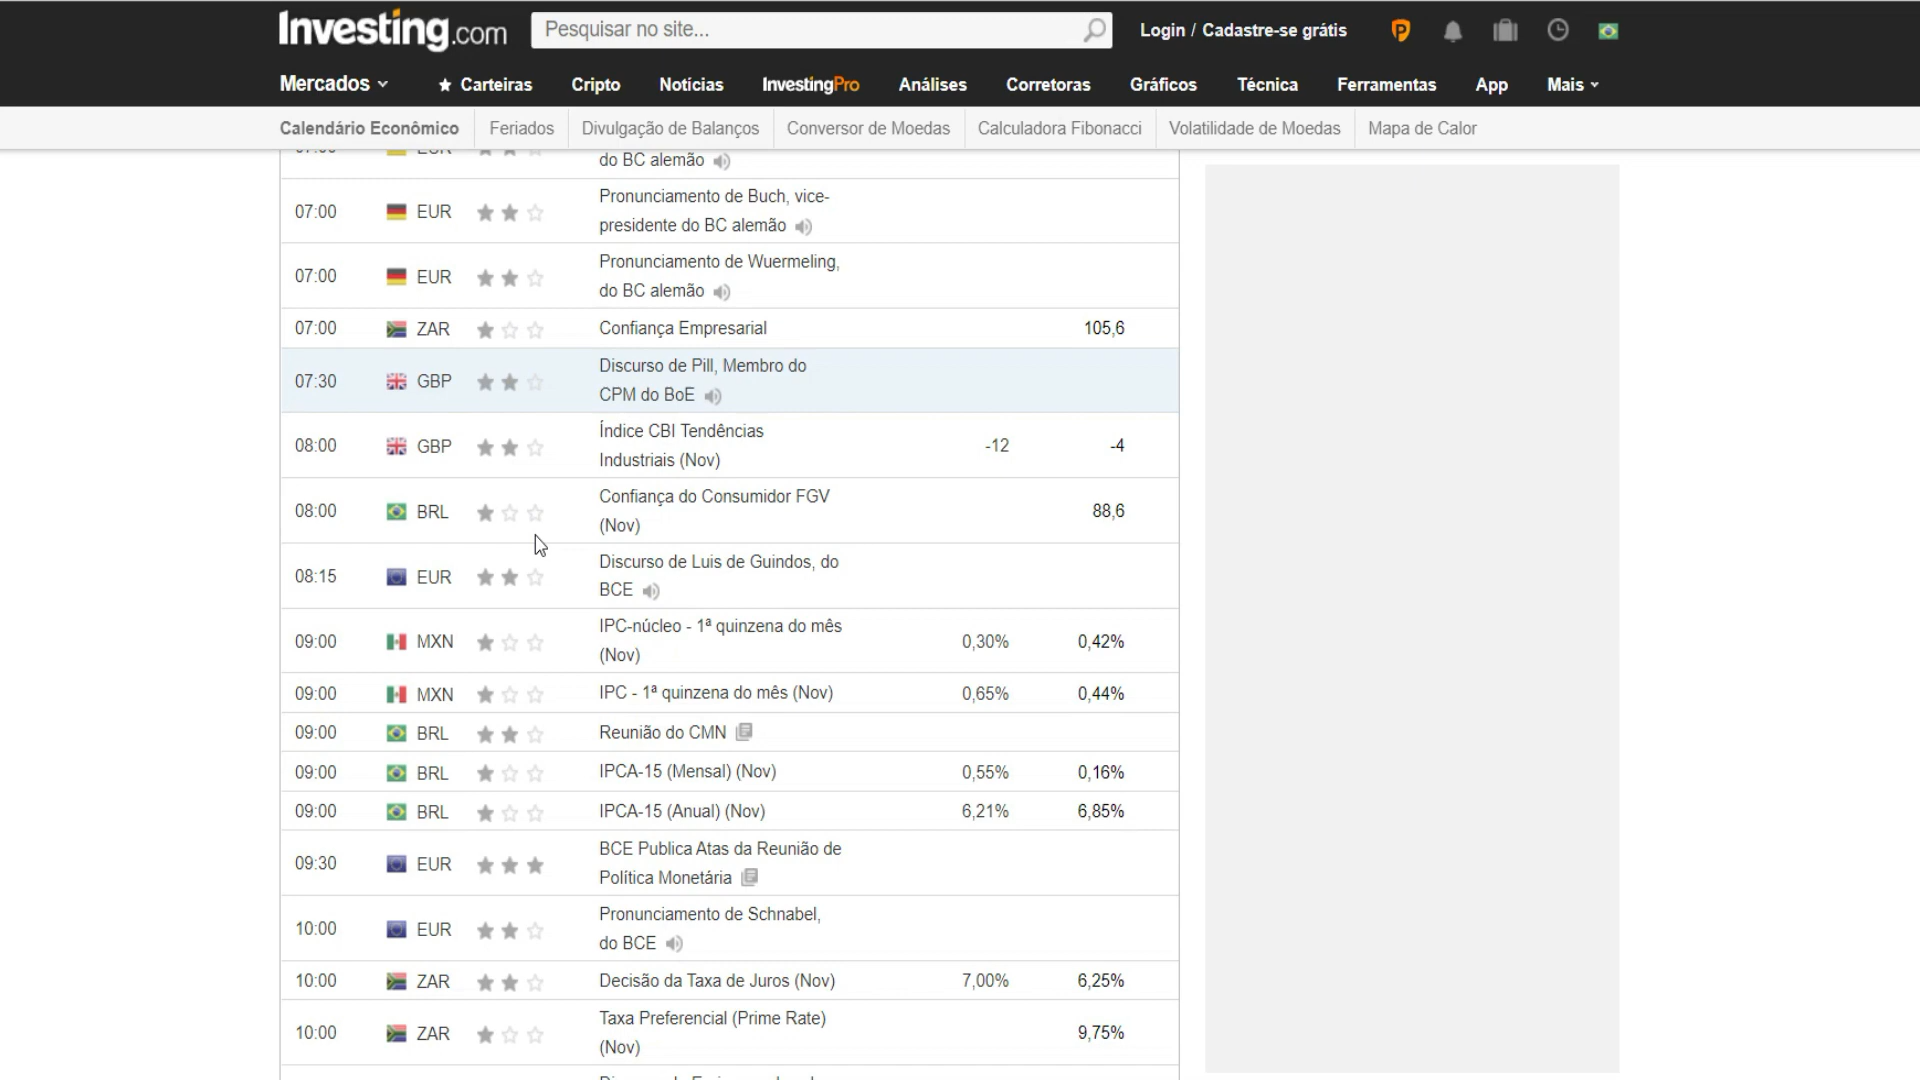 Investing.com
Pesquisar no site...
Login / Cadastre-se grátis
Mercados
Carteiras
Cripto
Notícias
InvestingPro
Análises
Corretoras
Gráficos
Técnica
Ferramentas
App
Mais
Calendário Econômico
Feriados
Divulgação de Balanços
Conversor de Moedas
Calculadora Fibonacci
Volatilidade de Moedas
Mapa de Calor
07:00 EUR
do BC alemão
07:00 EUR Pronunciamento de Buch, vice-
presidente do BC alemão
07:00 EUR Pronunciamento de Wuermeling,
do BC alemão
07:00 ZAR Confiança Empresarial 105,6
07:30 GBP Discurso de Pill, Membro do
CPM do BoE
08:00 GBP Índice CBI Tendências
Industriais (Nov) -12 -4
08:00 BRL Confiança do Consumidor FGV
(Nov) 88,6
08:15 EUR Discurso de Luis de Guindos, do
BCE
09:00 MXN IPC-núcleo - 1ª quinzena do mês
(Nov) 0,30% 0,42%
09:00 MXN IPC - 1ª quinzena do mês (Nov) 0,65% 0,44%
09:00 BRL Reunião do CMN
09:00 BRL IPCA-15 (Mensal) (Nov) 0,55% 0,16%
09:00 BRL IPCA-15 (Anual) (Nov) 6,21% 6,85%
09:30 EUR BCE Publica Atas da Reunião de
Política Monetária
10:00 EUR Pronunciamento de Schnabel,
do BCE
10:00 ZAR Decisão da Taxa de Juros (Nov) 7,00% 6,25%
10:00 ZAR Taxa Preferencial (Prime Rate)
(Nov) 9,75%